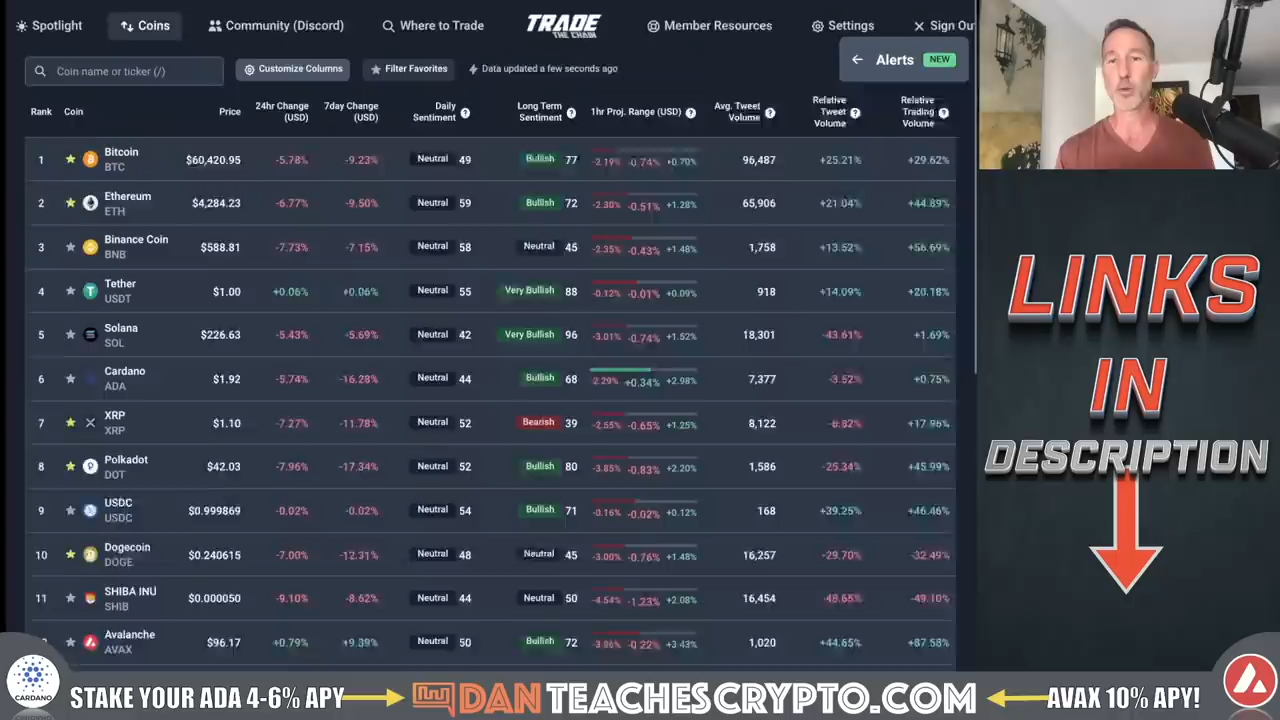 Spotlight Coins Community (Discord) Where to Trade TRADE THE CHAIN Member Resources Settings Sign Out
Coin name or ticker (/) Customize Columns Filter Favorites Data updated a few seconds ago Alerts NEW
Rank Coin Price 24hr Change (USD) 7day Change (USD) Daily Sentiment Long Term Sentiment 1hr Proj. Range (USD) Avg. Tweet Volume Relative Tweet Volume Relative Trading Volume
1 Bitcoin BTC $60,420.95 -5.78% -9.23% Neutral 49 Bullish 77 -2.19% -0.74% +0.70% 96,487 +25.21% +29.62%
2 Ethereum ETH $4,284.23 -6.77% -9.50% Neutral 59 Bullish 72 -2.30% -0.51% +1.28% 65,906 +21.04% +44.89%
3 Binance Coin BNB $588.81 -7.73% -7.15% Neutral 58 Neutral 45 -2.35% -0.43% +1.48% 1,758 +13.52% +56.69%
4 Tether USDT $1.00 +0.06% +0.06% Neutral 55 Very Bullish 88 -0.12% -0.01% +0.09% 918 +14.09% +20.18%
5 Solana SOL $226.63 -5.43% -5.69% Neutral 42 Very Bullish 96 -3.01% -0.74% +1.52% 18,301 -43.61% +1.69%
6 Cardano ADA $1.92 -5.74% -16.28% Neutral 44 Bullish 68 2.29% +0.34% +2.98% 7,377 -3.52% +0.75%
7 XRP XRP $1.10 -7.27% -11.78% Neutral 52 Bearish 39 -2.55% -0.65% +1.25% 8,122 -6.82% +17.96%
8 Polkadot DOT $42.03 -7.96% -17.34% Neutral 52 Bullish 80 -3.85% -0.83% +2.20% 1,586 -25.34% +45.99%
9 USDC USDC $0.999869 -0.02% -0.02% Neutral 54 Bullish 71 -0.16% -0.02% +0.12% 168 +39.25% +46.46%
10 Dogecoin DOGE $0.240615 -7.00% -12.31% Neutral 48 Neutral 45 -3.00% -0.76% +1.48% 16,257 -29.70% -32.49%
11 SHIBA INU SHIB $0.000050 -9.10% -8.62% Neutral 44 Neutral 50 -4.54% -1.23% +2.08% 16,454 -48.65% -49.10%
Avalanche AVAX $96.17 +0.79% +9.89% Neutral 50 Bullish 72 -3.86% -0.22% +3.43% 1,020 +44.65% +87.58%
LINKS
IN
DESCRIPTION
CARDANO STAKE YOUR ADA 4-6% APY DANTEACHESCRYPTO.COM AVAX 10% APY!